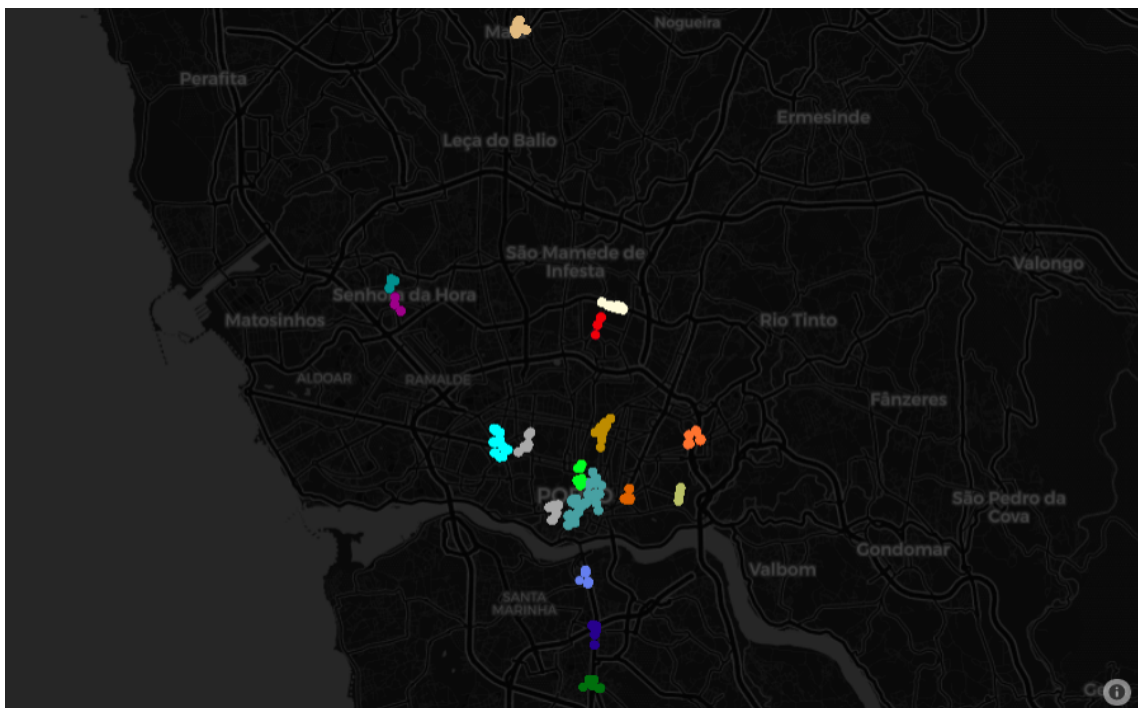 Nogueira
Perafita
Ermesinde
Leça do Balio
São Mamede de
Infesta
Valongo
Matosinhos
Rio Tinto
ALDOAR
RAMALDE
Fânzeres
São Pedro da
Cova
Gondomar
Valbom
SANTA
MARINHA